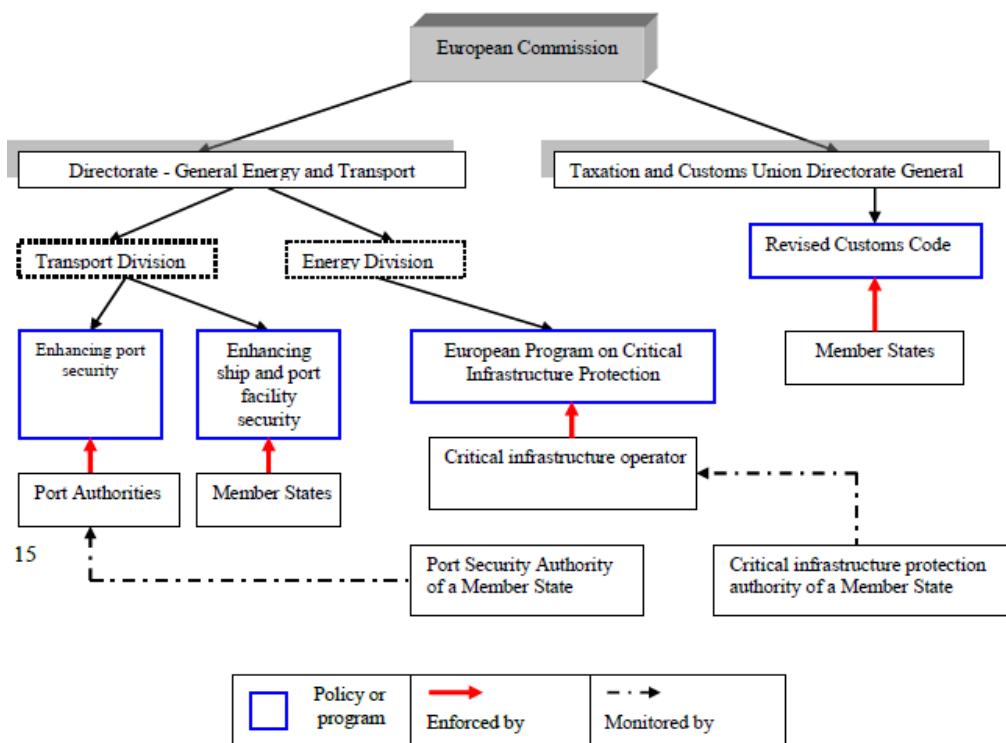 European Commission
Directorate - General Energy and Transport
Taxation and Customs Union Directorate General
Transport Division
Energy Division
Revised Customs Code
Enhancing port
security
Enhancing
ship and port
facility
security
European Program on Critical
Infrastructure Protection
Member States
Critical infrastructure operator
Port Authorities
Member States
15
Port Security Authority
of a Member State
Critical infrastructure protection
authority of a Member State
Policy or
program
Enforced by
Monitored by